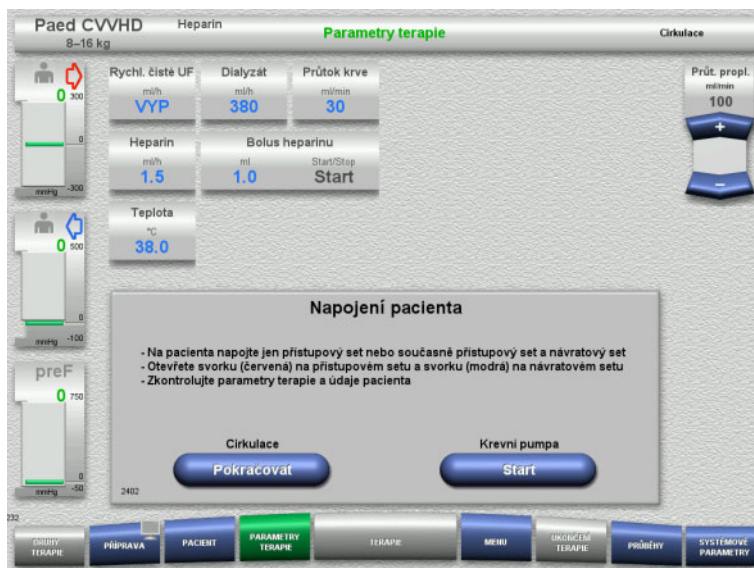 Paed CVVHD
8–16 kg
Heparin
Parametry terapie
Cirkulace
0
300
0
-300
mmHg
0
500
0
-100
mmHg
preF
0
750
-50
mmHg
Rychl. čisté UF
ml/h
VYP
Dialyzát
ml/h
380
Průtok krve
ml/min
30
Průt. propl.
ml/min
100
+
–
Heparin
ml/h
1.5
Bolus heparinu
ml
1.0
Start/Stop
Start
Teplota
°C
38.0
Napojení pacienta
- Na pacienta napojte jen přístupový set nebo současně přístupový set a návratový set
- Otevřete svorku (červená) na přístupovém setu a svorku (modrá) na návratovém setu
- Zkontrolujte parametry terapie a údaje pacienta
Cirkulace
Pokračovat
Krevní pumpa
Start
2402
232
DRUHY TERAPIE
PŘÍPRAVA
PACIENT
PARAMETRY TERAPIE
TERAPIE
MENU
UKONČENÍ TERAPIE
PRŮBĚHY
SYSTÉMOVÉ PARAMETRY